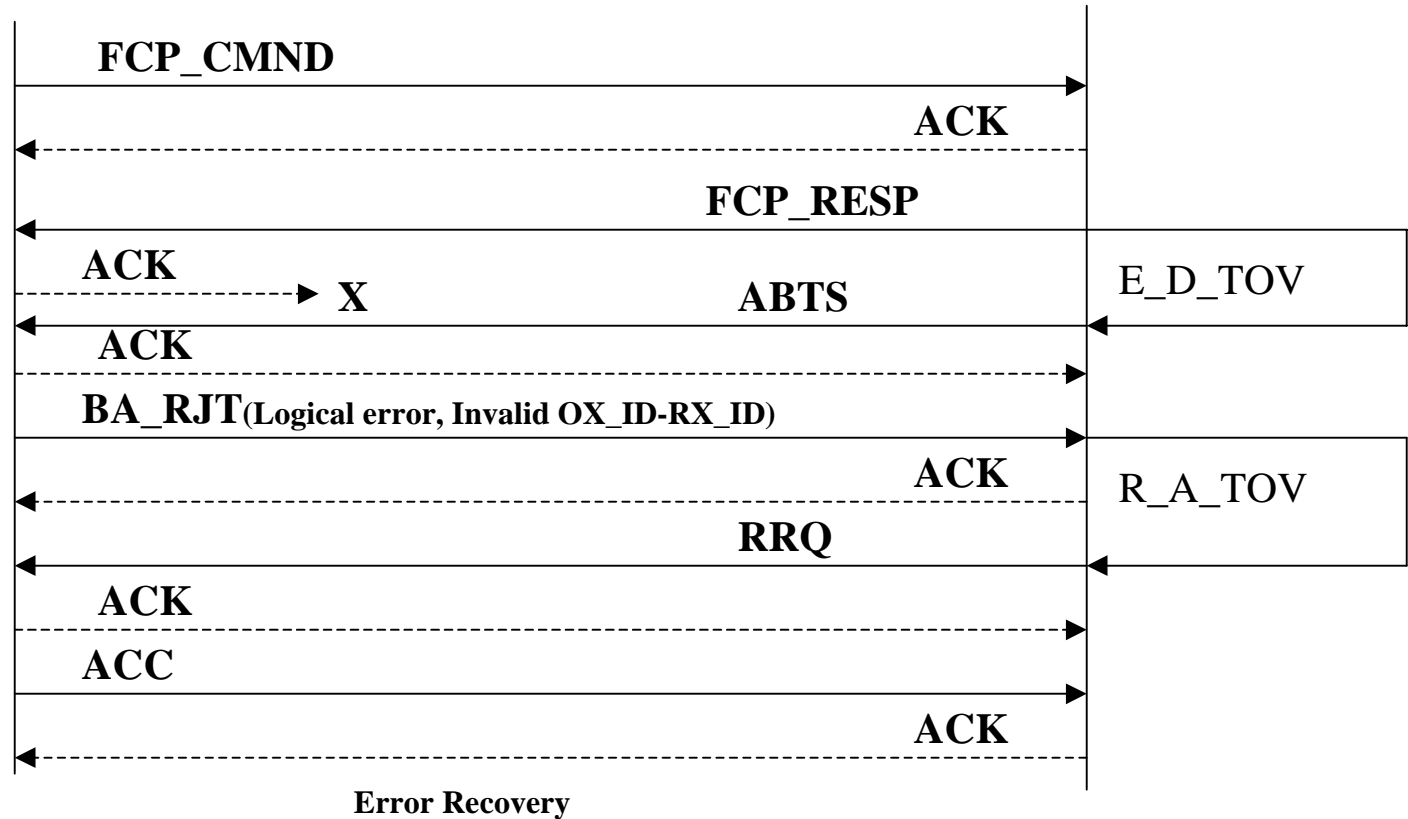 FCP_CMND
ACK
FCP_RESP
ACK
X
ABTS
E_D_TOV
ACK
BA_RJT(Logical error, Invalid OX_ID-RX_ID)
ACK
R_A_TOV
RRQ
ACK
ACC
ACK
Error Recovery